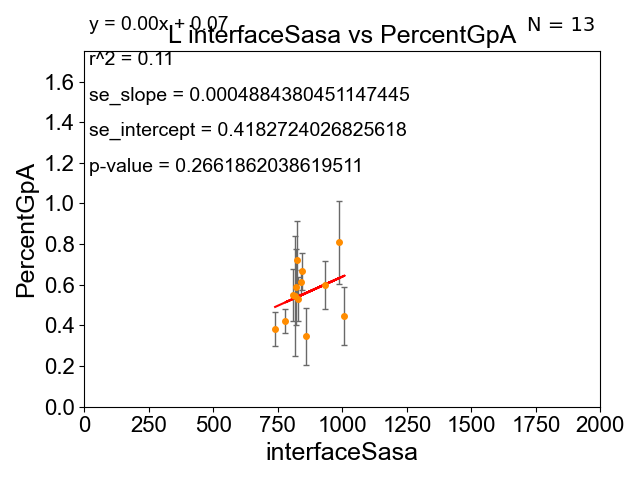 y = 0.00x + 0.07
N = 13
L interfaceSasa vs PercentGpA
r^2 = 0.11
se_slope = 0.0004884380451147445
se_intercept = 0.4182724026825618
p-value = 0.2661862038619511
PercentGpA
1.6
1.4
1.2
1.0
0.8
0.6
0.4
0.2
0.0
0 250 500 750 1000 1250 1500 1750 2000
interfaceSasa